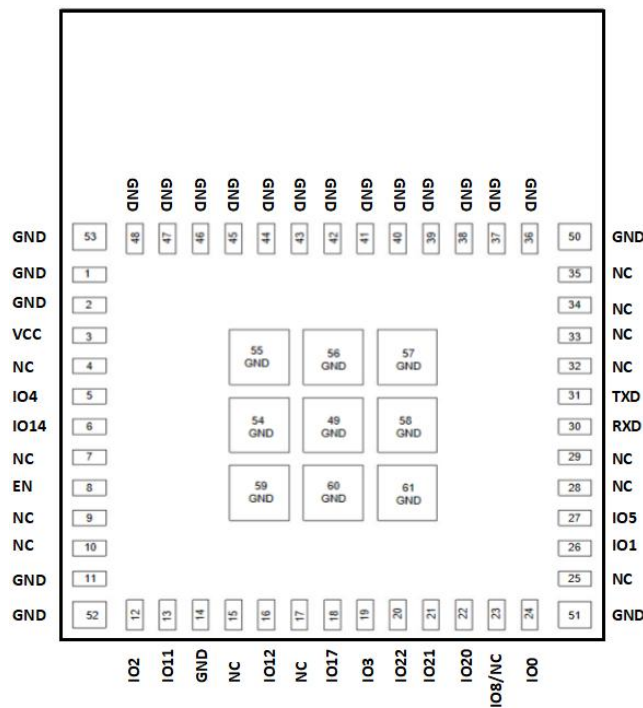 GND GND GND GND GND GND GND GND GND GND GND GND GND
GND 53 48 47 46 45 44 43 42 41 40 39 38 37 36 50 GND
GND 1 35 NC
GND 2 34 NC
VCC 3 33 NC
NC 4 32 NC
55 56 57
GND GND GND
IO4 5 31 TXD
IO14 6 30 RXD
54 49 58
GND GND GND
NC 7 29 NC
EN 8 28 NC
59 60 61
GND GND GND
NC 9 27 IO5
NC 10 26 IO1
GND 11 25 NC
GND 52 12 13 14 15 16 17 18 19 20 21 22 23 24 51 GND
IO2 IO11 GND NC IO12 NC IO17 IO3 IO22 IO21 IO20 IO8/NC IO0